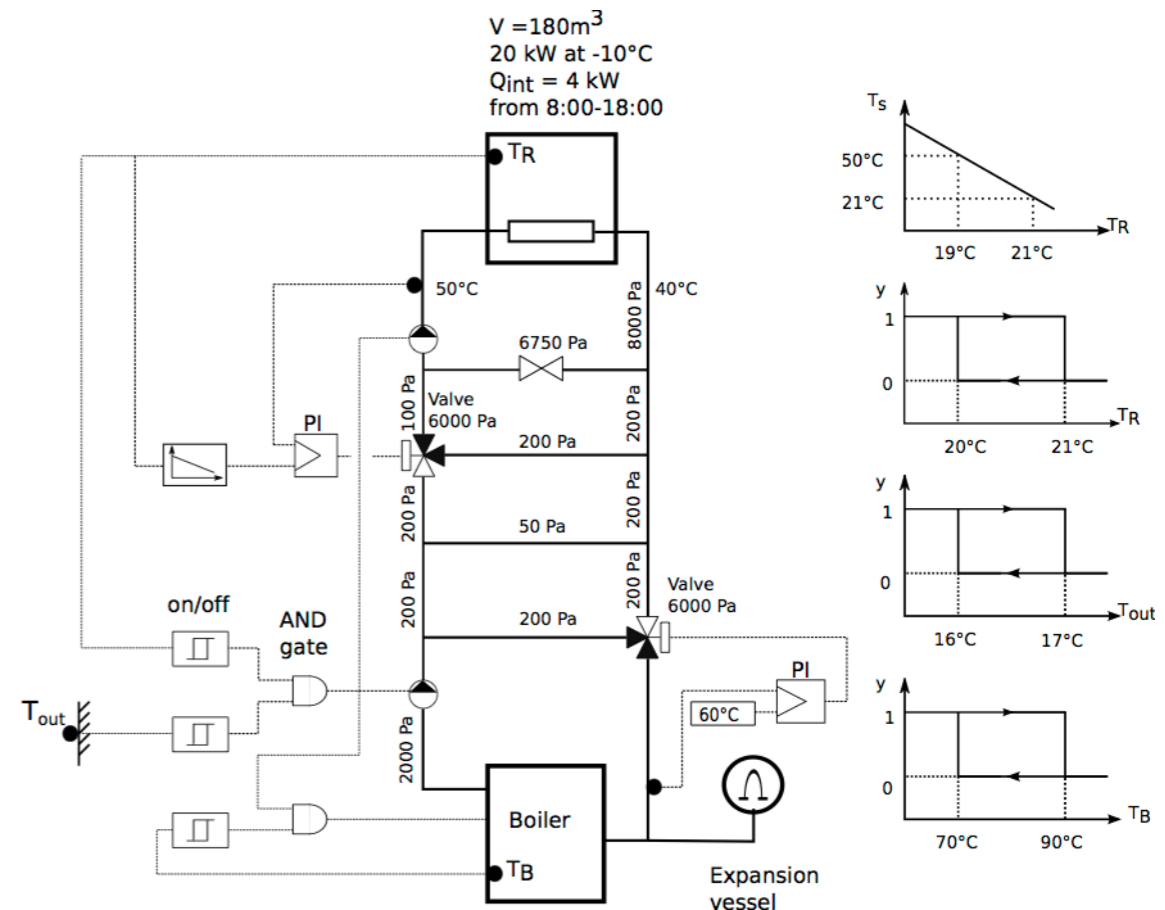 V =180m³
20 kW at -10°C
Qint = 4 kW
from 8:00-18:00
TR
50°C
40°C
8000 Pa
6750 Pa
100 Pa
Valve
6000 Pa
200 Pa
200 Pa
PI
200 Pa
200 Pa
50 Pa
200 Pa
200 Pa
Valve
6000 Pa
200 Pa
on/off
AND
gate
PI
60°C
Tout
2000 Pa
Boiler
TB
Expansion
vessel
Ts
50°C
21°C
TR
19°C
21°C
y
1
0
TR
20°C
21°C
y
1
0
Tout
16°C
17°C
y
1
0
TB
70°C
90°C